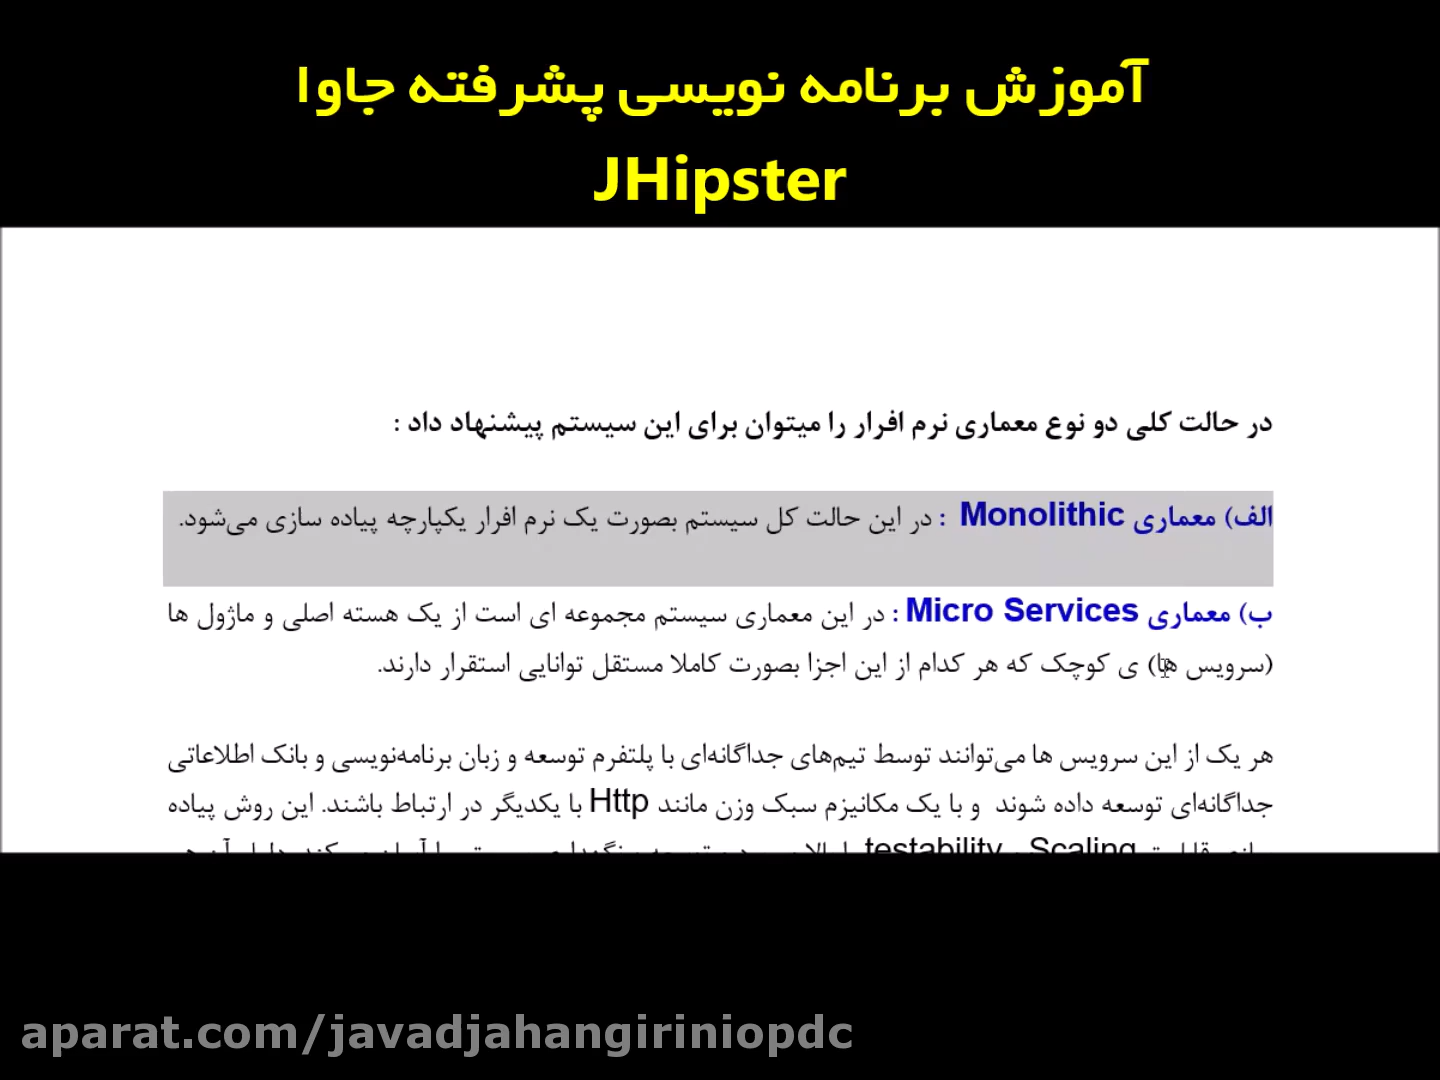 آموزش برنامه نویسی پشرفته جاوا
JHipster
در حالت کلی دو نوع معماری نرم افرار را میتوان برای این سیستم پیشنهاد داد :
الف) معماری Monolithic : در این حالت کل سیستم بصورت یک نرم افرار یکپارچه پیاده سازی می‌شود.
ب) معماری Micro Services : در این معماری سیستم مجموعه ای است از یک هسته اصلی و ماژول ها
(سرویس ها) ی کوچک که هر کدام از این اجزا بصورت کاملا مستقل توانایی استقرار دارند.
هر یک از این سرویس ها می‌توانند توسط تیم‌های جداگانه‌ای با پلتفرم توسعه و زبان برنامه‌نویسی و بانک اطلاعاتی
جداگانه‌ای توسعه داده شوند و با یک مکانیزم سبک وزن مانند Http با یکدیگر در ارتباط باشند. این روش پیاده
Scaling testability
aparat.com/javadjahangiriniopdc